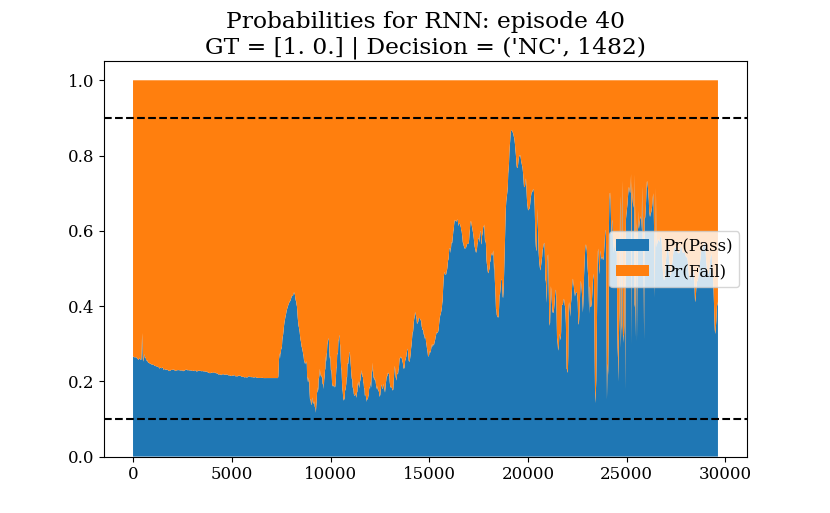 Probabilities for RNN: episode 40
GT = [1. 0.] | Decision = ('NC', 1482)
1.0
0.8
0.6
0.4
0.2
0.0
Pr(Pass)
Pr(Fail)
0 5000 10000 15000 20000 25000 30000